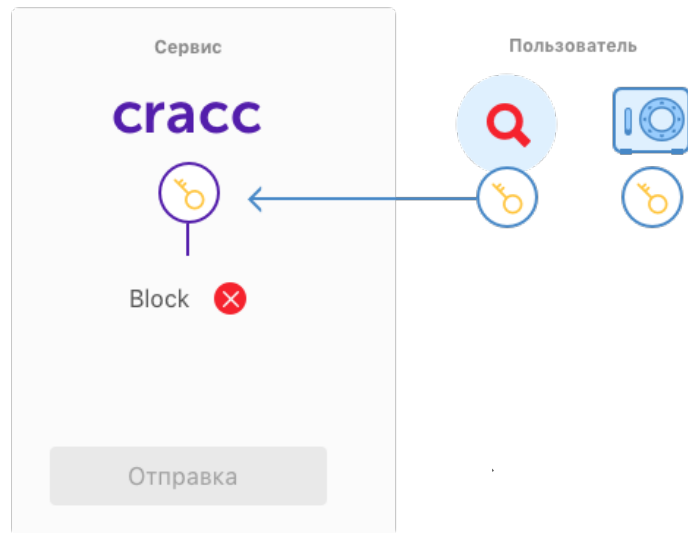 Сервис
Пользователь
cracc
Block
Отправка